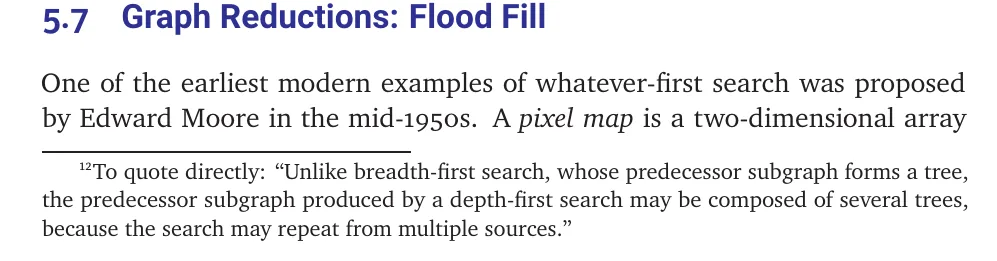 5.7 Graph Reductions: Flood Fill
One of the earliest modern examples of whatever-first search was proposed
by Edward Moore in the mid-1950s. A pixel map is a two-dimensional array
¹²To quote directly: “Unlike breadth-first search, whose predecessor subgraph forms a tree,
the predecessor subgraph produced by a depth-first search may be composed of several trees,
because the search may repeat from multiple sources.”